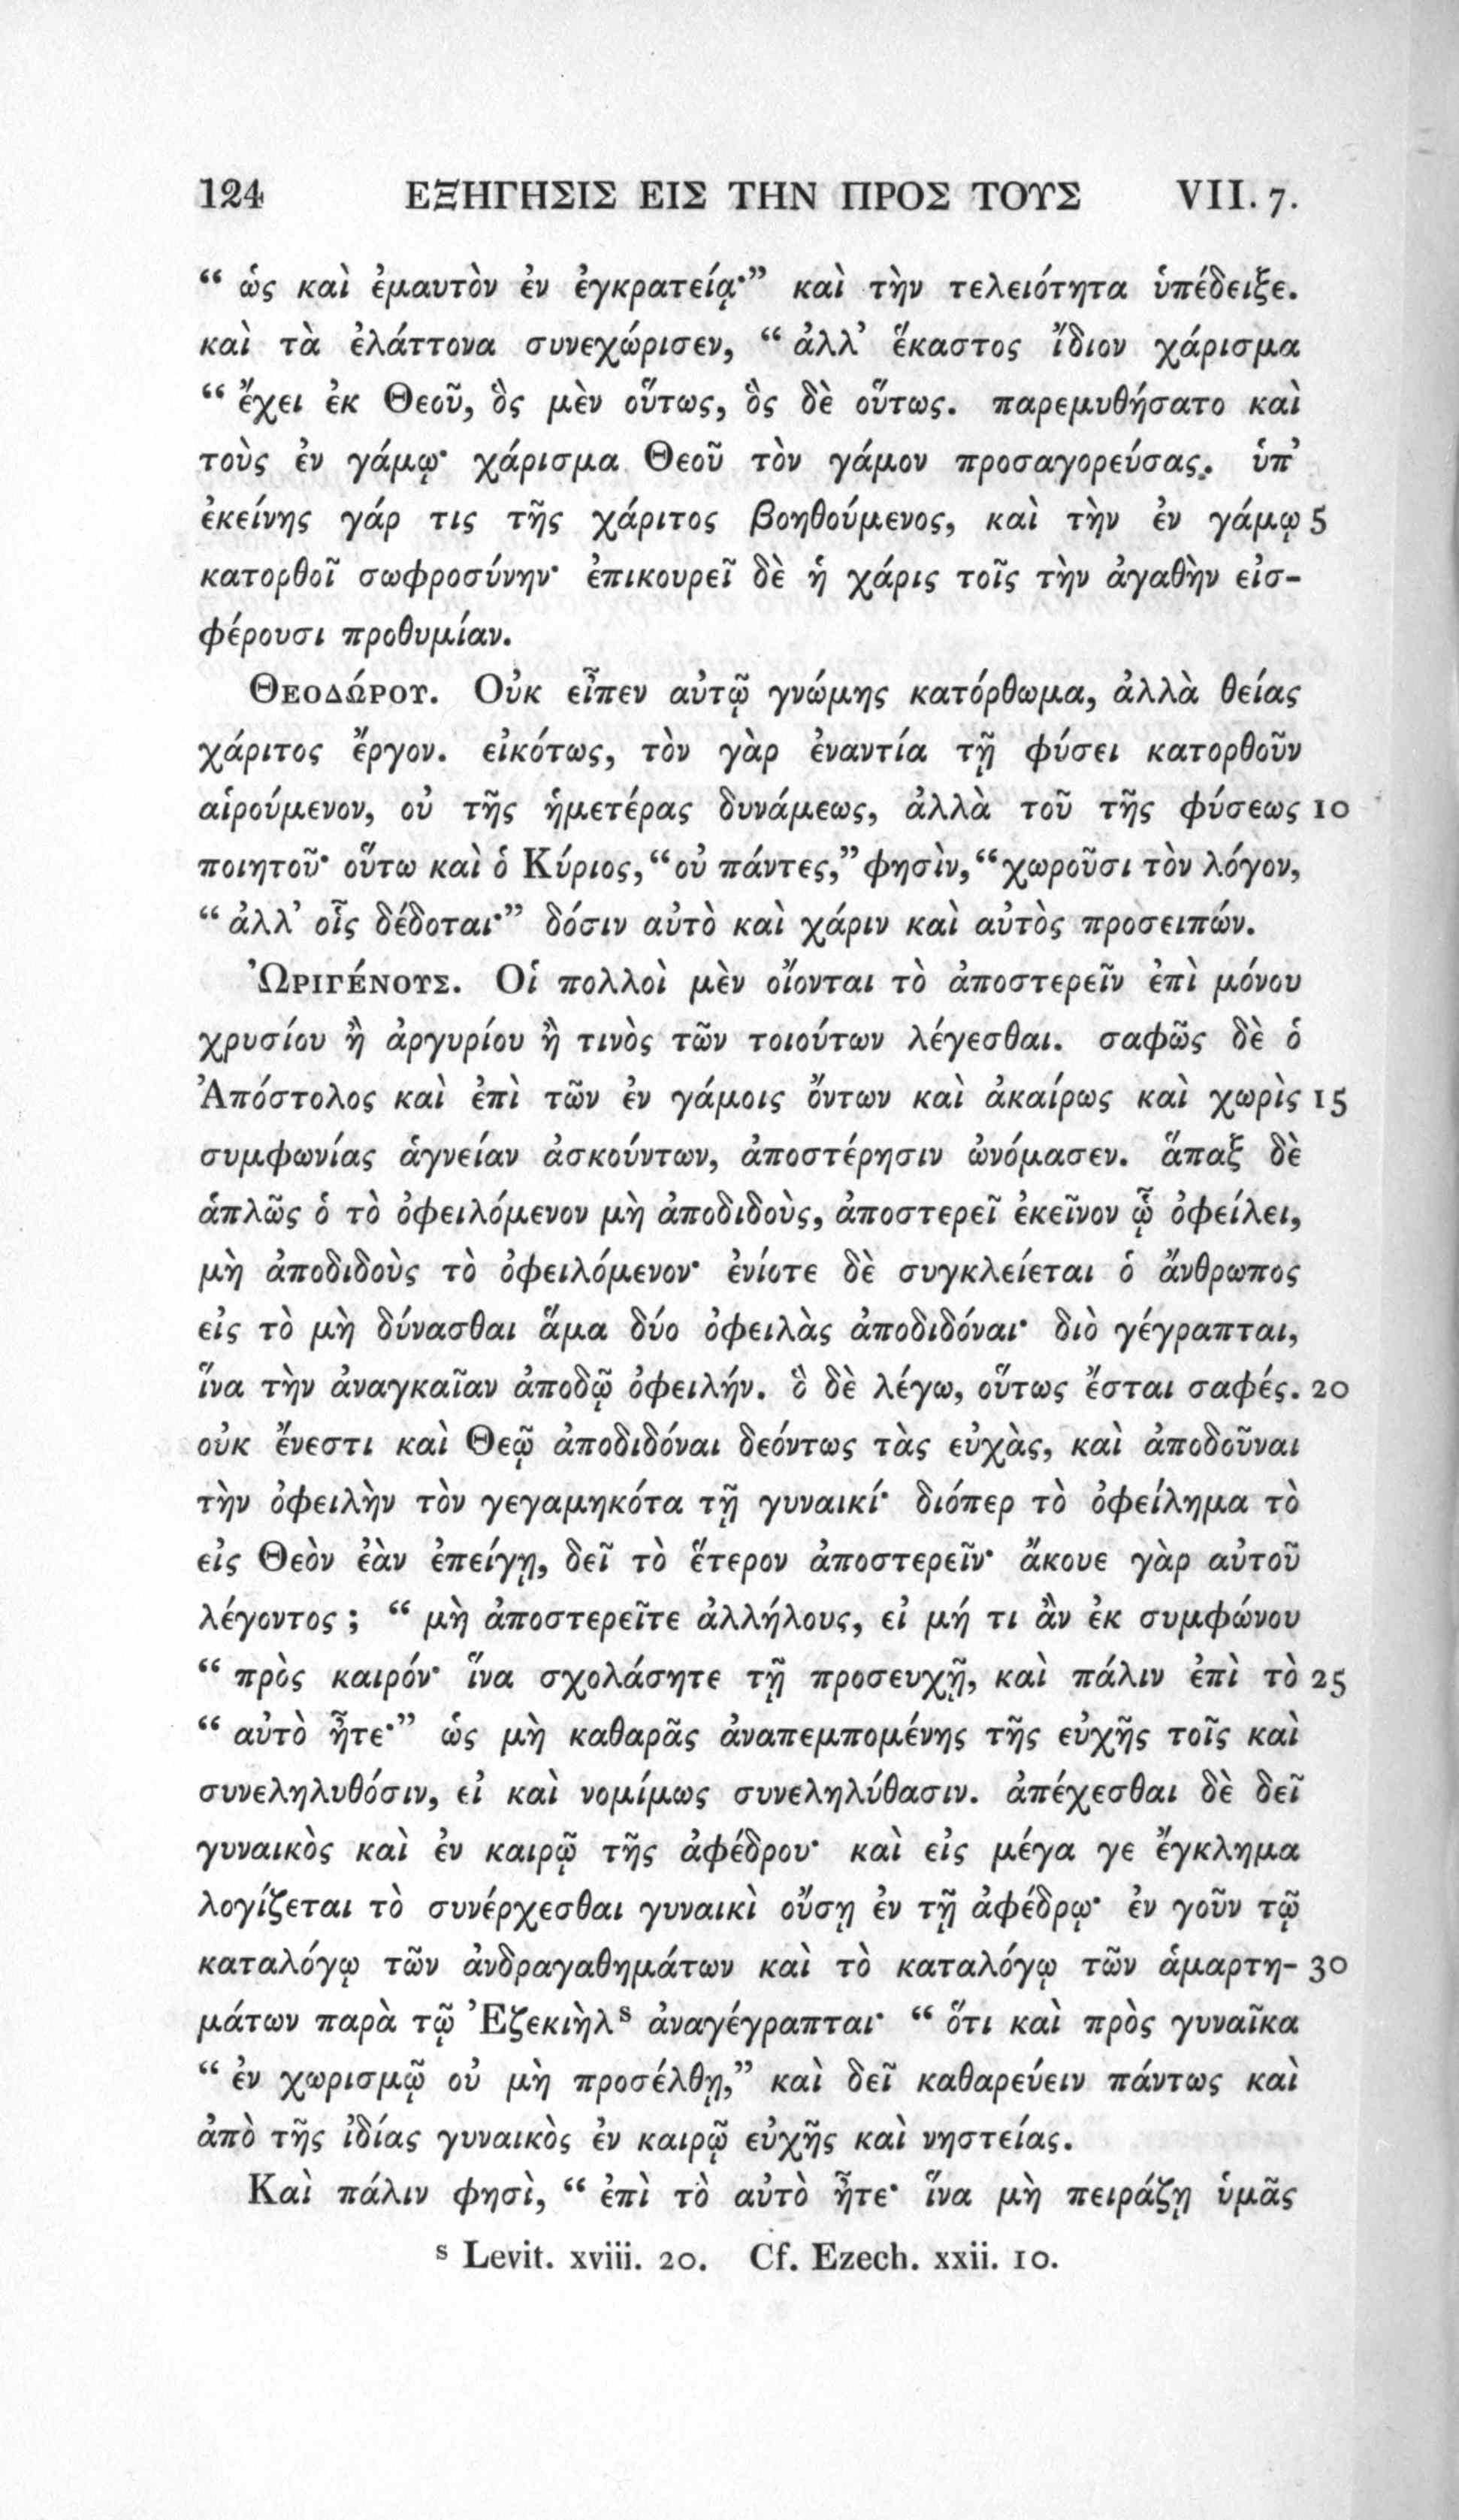 124 ΕΞΗΓΗΣΙΣ ΕΙΣ ΤΗΝ ΠΡΟΣ ΤΟΥΣ VII. 7.
“ ὡς καὶ ἐμαυτὸν ἐν ἐγκρατείᾳ·” καὶ τὴν τελειότητα ὑπέδειξε.
καὶ τὰ ἐλάττονα συνεχώρισεν, “ ἀλλ’ ἕκαστος ἴδιον χάρισμα
“ ἔχει ἐκ Θεοῦ, ὃς μὲν οὕτως, ὃς δὲ οὕτως. παρεμυθήσατο καὶ
τοὺς ἐν γάμῳ· χάρισμα Θεοῦ τὸν γάμον προσαγορεύσας. ὑπ’
ἐκείνης γάρ τις τῆς χάριτος βοηθούμενος, καὶ τὴν ἐν γάμῳ 5
κατορθοῖ σωφροσύνην· ἐπικουρεῖ δὲ ἡ χάρις τοῖς τὴν ἀγαθὴν εἰσ-
φέρουσι προθυμίαν.
ΘΕΟΔΏΡΟΥ. Οὐκ εἶπεν αὐτῷ γνώμης κατόρθωμα, ἀλλὰ θείας
χάριτος ἔργον. εἰκότως, τὸν γὰρ ἐναντία τῇ φύσει κατορθοῦν
αἱρούμενον, οὐ τῆς ἡμετέρας δυνάμεως, ἀλλὰ τοῦ τῆς φύσεως 10
ποιητοῦ· οὕτω καὶ ὁ Κύριος, “οὐ πάντες,” φησὶν, “χωροῦσι τὸν λόγον,
“ ἀλλ’ οἷς δέδοται·” δόσιν αὐτὸ καὶ χάριν καὶ αὐτὸς προσειπών.
ὨΡΙΓΈΝΟΥΣ. Οἱ πολλοὶ μὲν οἴονται τὸ ἀποστερεῖν ἐπὶ μόνου
χρυσίου ἢ ἀργυρίου ἢ τινὸς τῶν τοιούτων λέγεσθαι. σαφῶς δὲ ὁ
Ἀπόστολος καὶ ἐπὶ τῶν ἐν γάμοις ὄντων καὶ ἀκαίρως καὶ χωρὶς 15
συμφωνίας ἁγνείαν ἀσκούντων, ἀποστέρησιν ὠνόμασεν. ἅπαξ δὲ
ἁπλῶς ὁ τὸ ὀφειλόμενον μὴ ἀποδιδοὺς, ἀποστερεῖ ἐκεῖνον ᾧ ὀφείλει,
μὴ ἀποδιδοὺς τὸ ὀφειλόμενον· ἐνίοτε δὲ συγκλείεται ὁ ἄνθρωπος
εἰς τὸ μὴ δύνασθαι ἅμα δύο ὀφειλὰς ἀποδιδόναι· διὸ γέγραπται,
ἵνα τὴν ἀναγκαῖαν ἀποδῷ ὀφειλήν. ὃ δὲ λέγω, οὕτως ἔσται σαφές. 20
οὐκ ἔνεστι καὶ Θεῷ ἀποδιδόναι δεόντως τὰς εὐχὰς, καὶ ἀποδοῦναι
τὴν ὀφειλὴν τὸν γεγαμηκότα τῇ γυναικί· διόπερ τὸ ὀφείλημα τὸ
εἰς Θεὸν ἐὰν ἐπείγῃ, δεῖ τὸ ἕτερον ἀποστερεῖν· ἄκουε γὰρ αὐτοῦ
λέγοντος ; “ μὴ ἀποστερεῖτε ἀλλήλους, εἰ μή τι ἂν ἐκ συμφώνου
“ πρὸς καιρόν· ἵνα σχολάσητε τῇ προσευχῇ, καὶ πάλιν ἐπὶ τὸ 25
“ αὐτὸ ἦτε·” ὡς μὴ καθαρᾶς ἀναπεμπομένης τῆς εὐχῆς τοῖς καὶ
συνεληλυθόσιν, εἰ καὶ νομίμως συνεληλύθασιν. ἀπέχεσθαι δὲ δεῖ
γυναικὸς καὶ ἐν καιρῷ τῆς ἀφέδρου· καὶ εἰς μέγα γε ἔγκλημα
λογίζεται τὸ συνέρχεσθαι γυναικὶ οὔσῃ ἐν τῇ ἀφέδρῳ· ἐν γοῦν τῷ
καταλόγῳ τῶν ἀνδραγαθημάτων καὶ τὸ καταλόγῳ τῶν ἁμαρτη- 30
μάτων παρὰ τῷ Ἐζεκιὴλ s ἀναγέγραπται· “ ὅτι καὶ πρὸς γυναῖκα
“ ἐν χωρισμῷ οὐ μὴ προσέλθῃ,” καὶ δεῖ καθαρεύειν πάντως καὶ
ἀπὸ τῆς ἰδίας γυναικὸς ἐν καιρῷ εὐχῆς καὶ νηστείας.
Καὶ πάλιν φησὶ, “ ἐπὶ τὸ αὐτὸ ἦτε· ἵνα μὴ πειράζῃ ὑμᾶς
s Levit. xviii. 20. Cf. Ezech. xxii. 10.